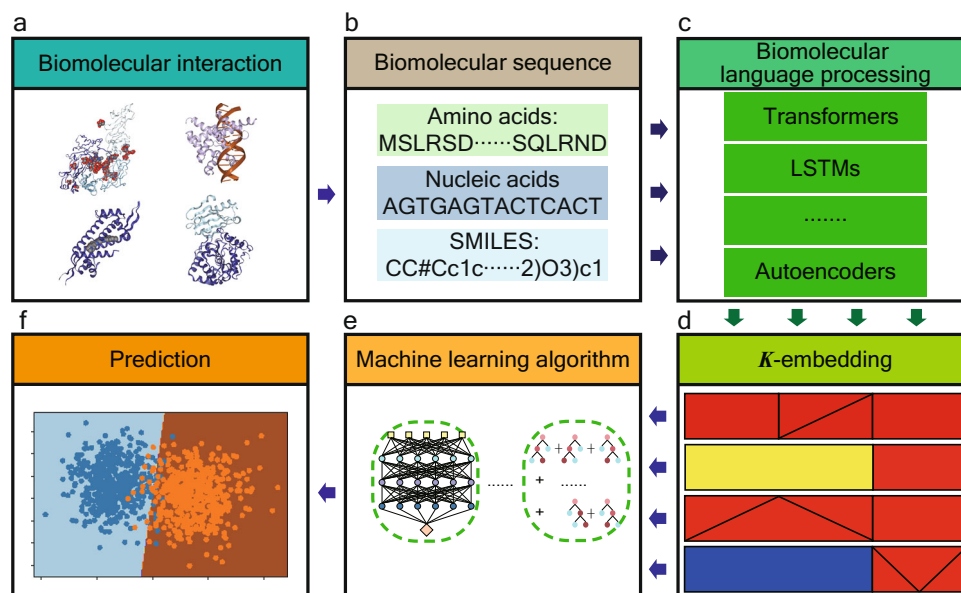 a
Biomolecular interaction
b
Biomolecular sequence
Amino acids:
MSLRSD······SQLRND
Nucleic acids
AGTGAGTACTCACT
SMILES:
CC#Cc1c······2)O3)c1
c
Biomolecular
language processing
Transformers
LSTMs
·······
Autoencoders
f
Prediction
e
Machine learning algorithm
+ +
······
+ ······
+
+
d
K-embedding